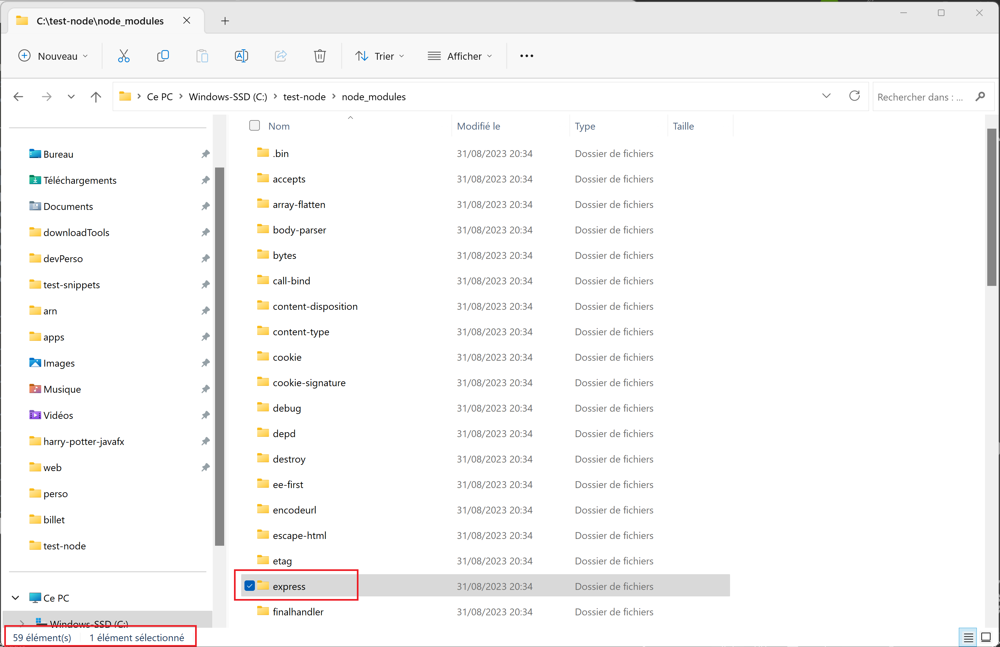 C:\test-node\node_modules
Nouveau
Trier
Afficher
Ce PC > Windows-SSD (C:) > test-node > node_modules
Rechercher dans : ...
Bureau
Téléchargements
Documents
downloadTools
devPerso
test-snippets
arn
apps
Images
Musique
Vidéos
harry-potter-javafx
web
perso
billet
test-node
Ce PC
Windows-SSD (C:)
Nom Modifié le Type Taille
.bin 31/08/2023 20:34 Dossier de fichiers
accepts 31/08/2023 20:34 Dossier de fichiers
array-flatten 31/08/2023 20:34 Dossier de fichiers
body-parser 31/08/2023 20:34 Dossier de fichiers
bytes 31/08/2023 20:34 Dossier de fichiers
call-bind 31/08/2023 20:34 Dossier de fichiers
content-disposition 31/08/2023 20:34 Dossier de fichiers
content-type 31/08/2023 20:34 Dossier de fichiers
cookie 31/08/2023 20:34 Dossier de fichiers
cookie-signature 31/08/2023 20:34 Dossier de fichiers
debug 31/08/2023 20:34 Dossier de fichiers
depd 31/08/2023 20:34 Dossier de fichiers
destroy 31/08/2023 20:34 Dossier de fichiers
ee-first 31/08/2023 20:34 Dossier de fichiers
encodeurl 31/08/2023 20:34 Dossier de fichiers
escape-html 31/08/2023 20:34 Dossier de fichiers
etag 31/08/2023 20:34 Dossier de fichiers
express 31/08/2023 20:34 Dossier de fichiers
finalhandler 31/08/2023 20:34 Dossier de fichiers
59 élément(s) 1 élément sélectionné